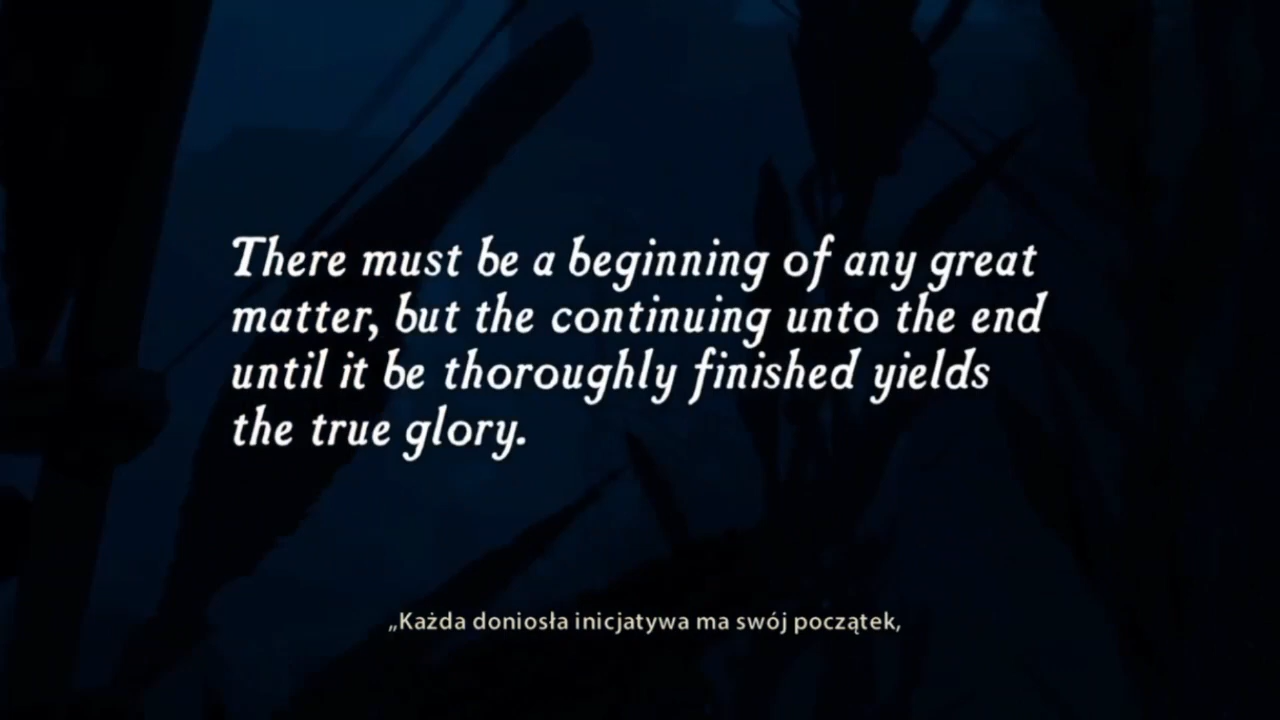 There must be a beginning of any great
matter, but the continuing unto the end
until it be thoroughly finished yields
the true glory.
„Każda doniosła inicjatywa ma swój początek,